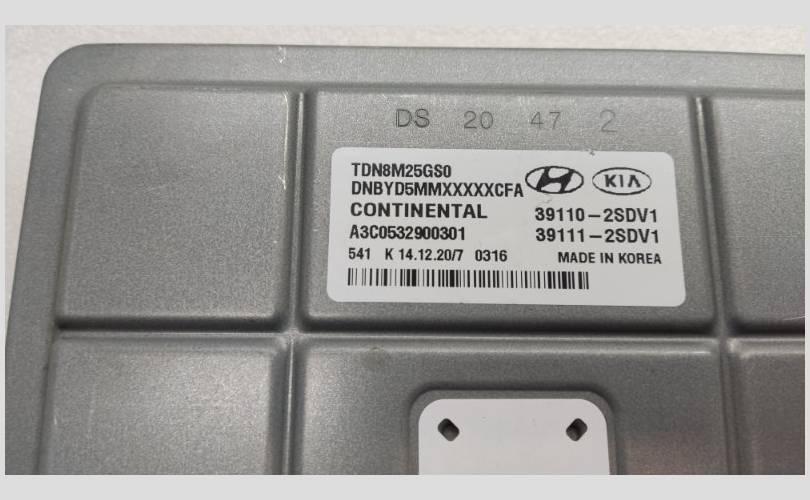 DS 20 47 2
TDN8M25GS0
DNBYD5MMXXXXXCFA
KIA
CONTINENTAL 39110-2SDV1
A3C0532900301 39111-2SDV1
541 K 14.12.20/7 0316 MADE IN KOREA